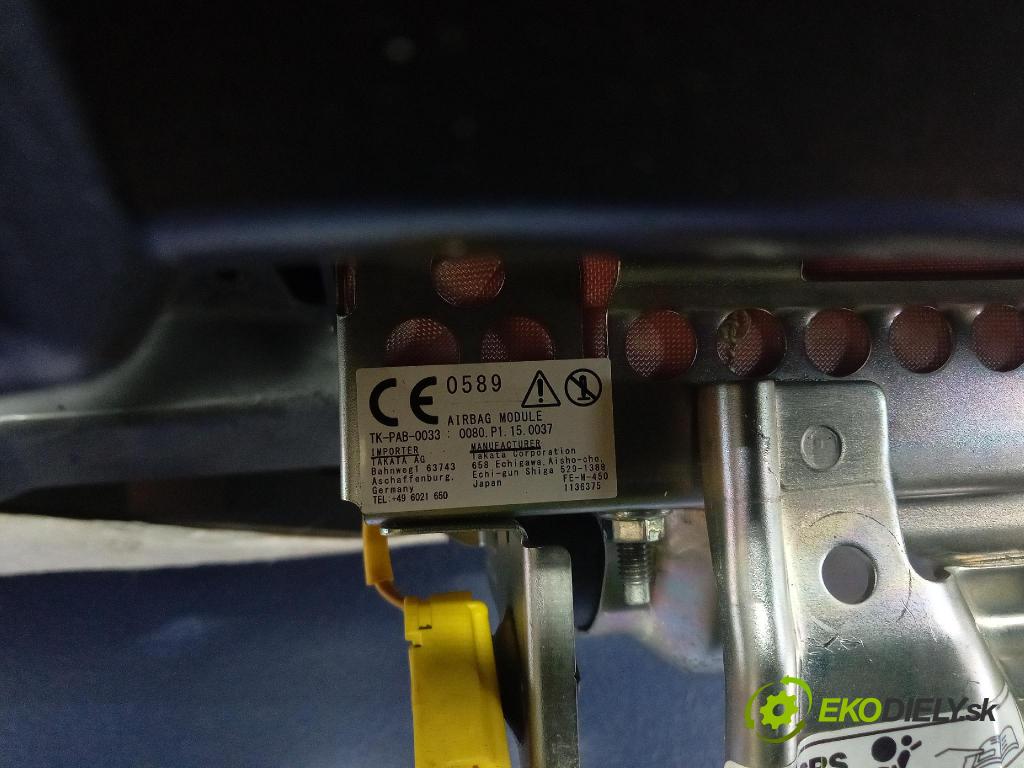 CE 0589
AIRBAG MODULE
TK-PAB-0033 : 0080.P1.15.0037
IMPORTER
TAKATA AG
Bahnweg1 63743
Aschaffenburg,
Germany
TEL:+49 6021 650
MANUFACTURER
Takata Corporation
658 Echigawa,Aisho-cho,
Echi-gun Shiga 529-1388
Japan
FE-M-450
1136375
EKODIELY.sk